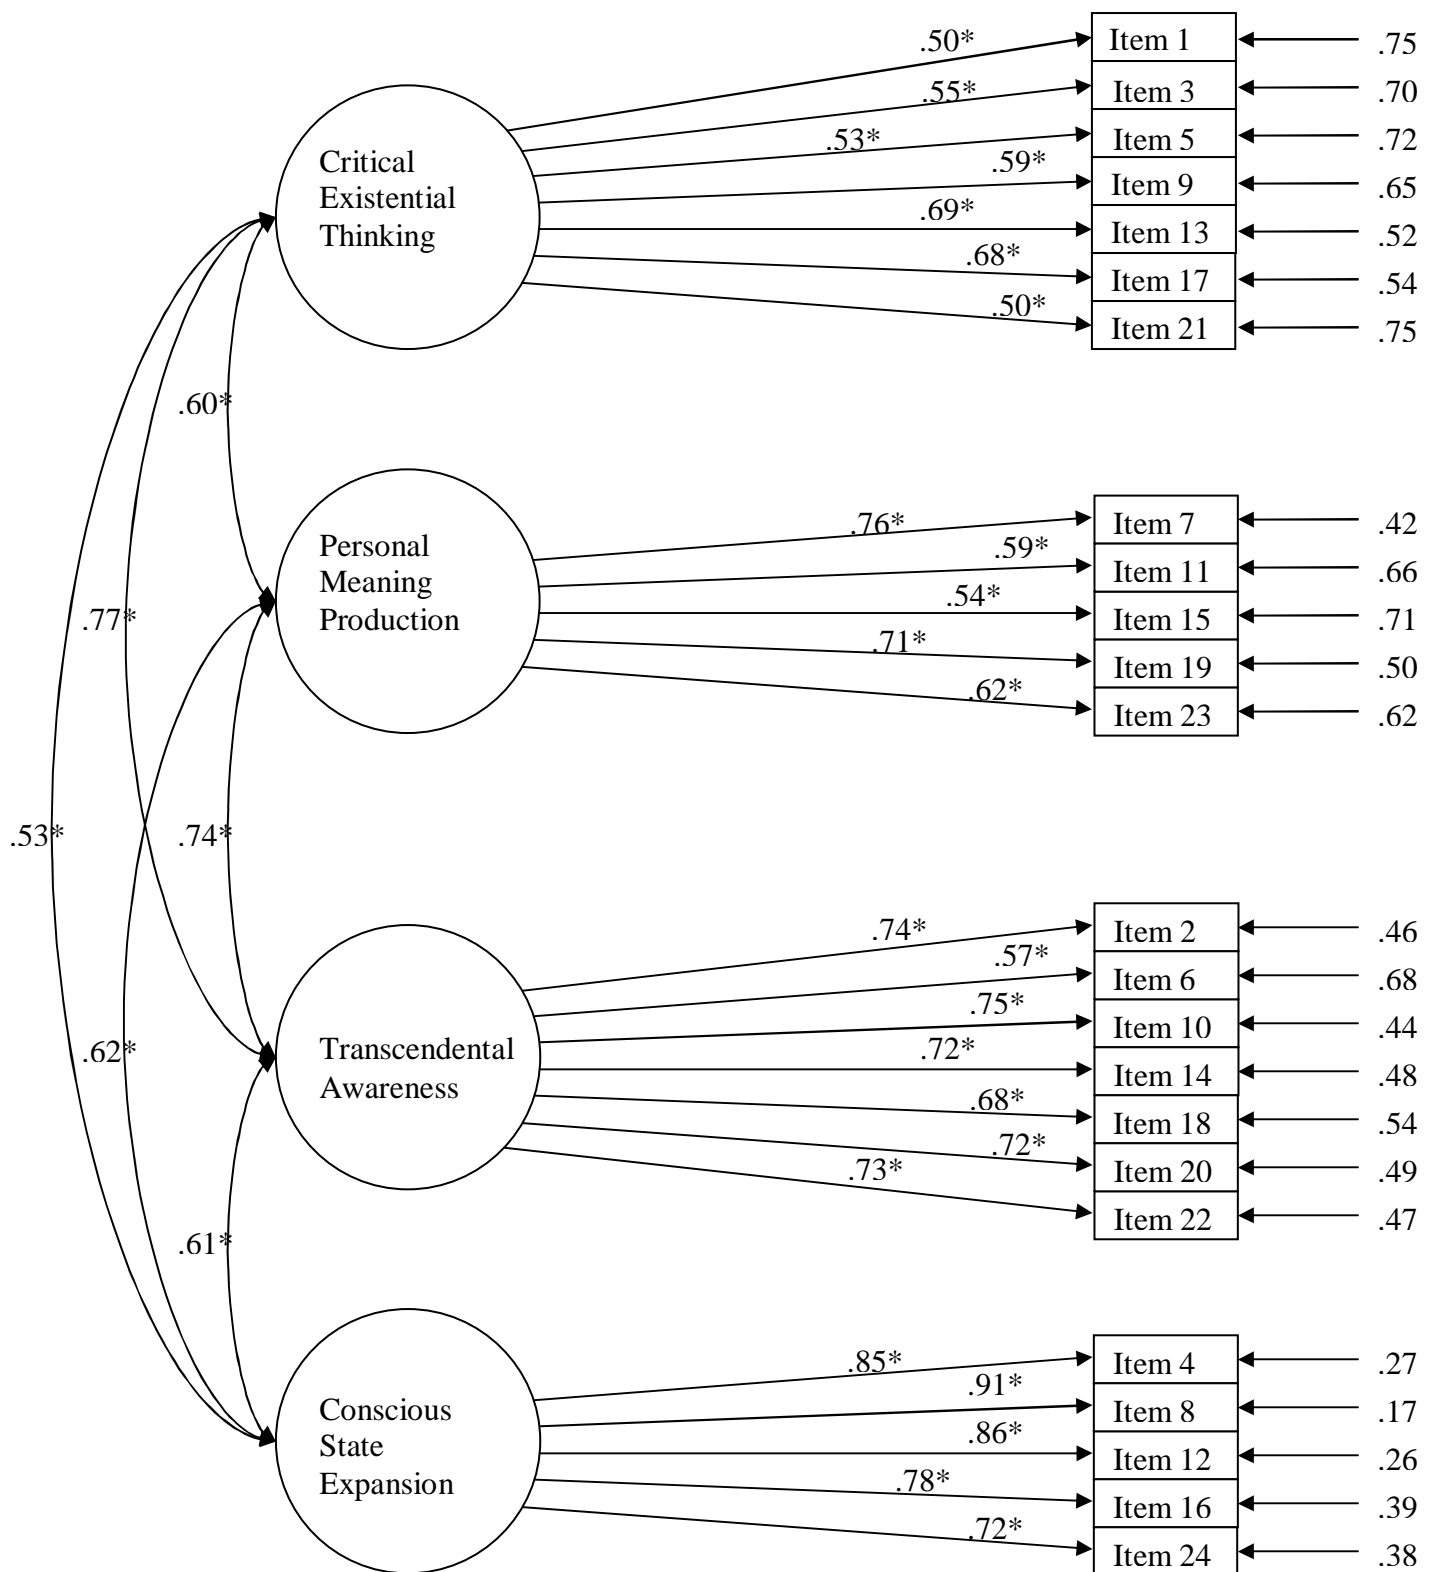 .50*
Item 1
.75
.55*
Item 3
.70
.53*
Item 5
.72
.59*
Item 9
.65
.69*
Item 13
.52
.68*
Item 17
.54
.50*
Item 21
.75
Critical
Existential
Thinking
.60*
.76*
Item 7
.42
.59*
Item 11
.66
.54*
Item 15
.71
.71*
Item 19
.50
.62*
Item 23
.62
Personal
Meaning
Production
.77*
.53*
.74*
.74*
Item 2
.46
.57*
Item 6
.68
.75*
Item 10
.44
.72*
Item 14
.48
.68*
Item 18
.54
.72*
Item 20
.49
.73*
Item 22
.47
Transcendental
Awareness
.62*
.61*
.85*
Item 4
.27
.91*
Item 8
.17
.86*
Item 12
.26
.78*
Item 16
.39
.72*
Item 24
.38
Conscious
State
Expansion